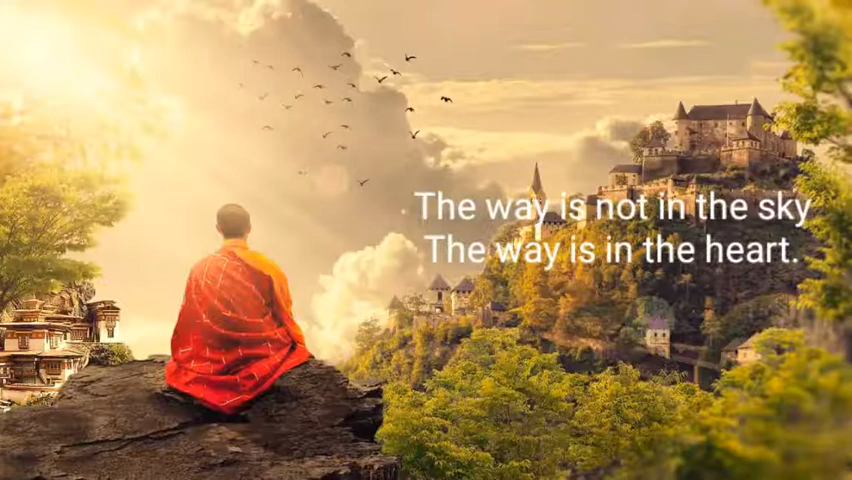 The way is not in the sky
The way is in the heart.